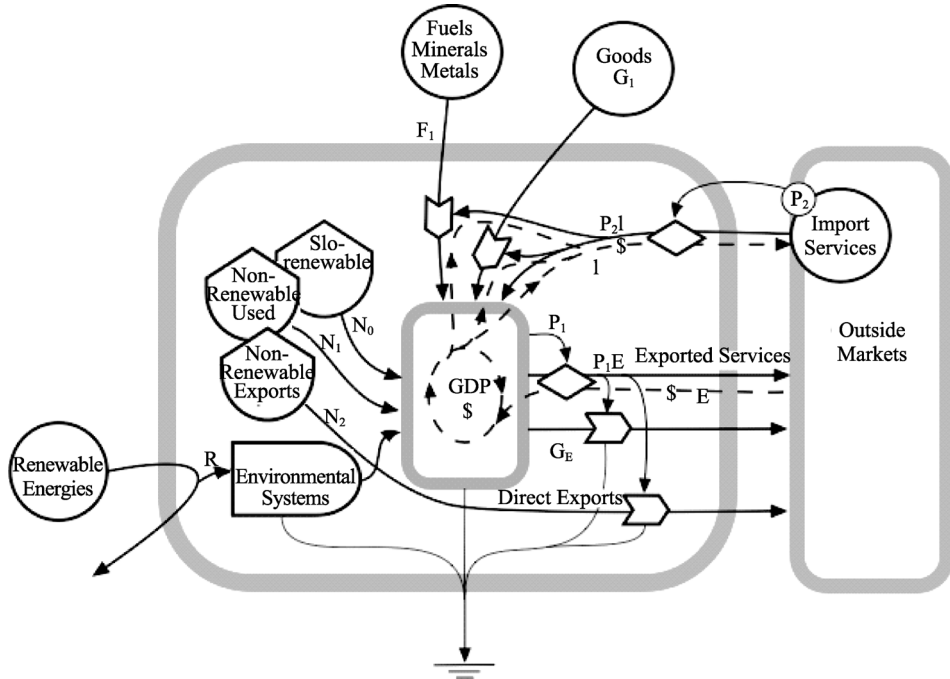 Fuels
Minerals
Metals
Goods
G₁
F₁
P₂
Import
Services
P₂I
$
I
Slo-
renewable
Non-
Renewable
Used
N₀
N₁
Non-
Renewable
Exports
N₂
P₁
GDP
$
P₁E
Exported Services
$ E
Outside
Markets
G_E
Renewable
Energies
R
Environmental
Systems
Direct Exports